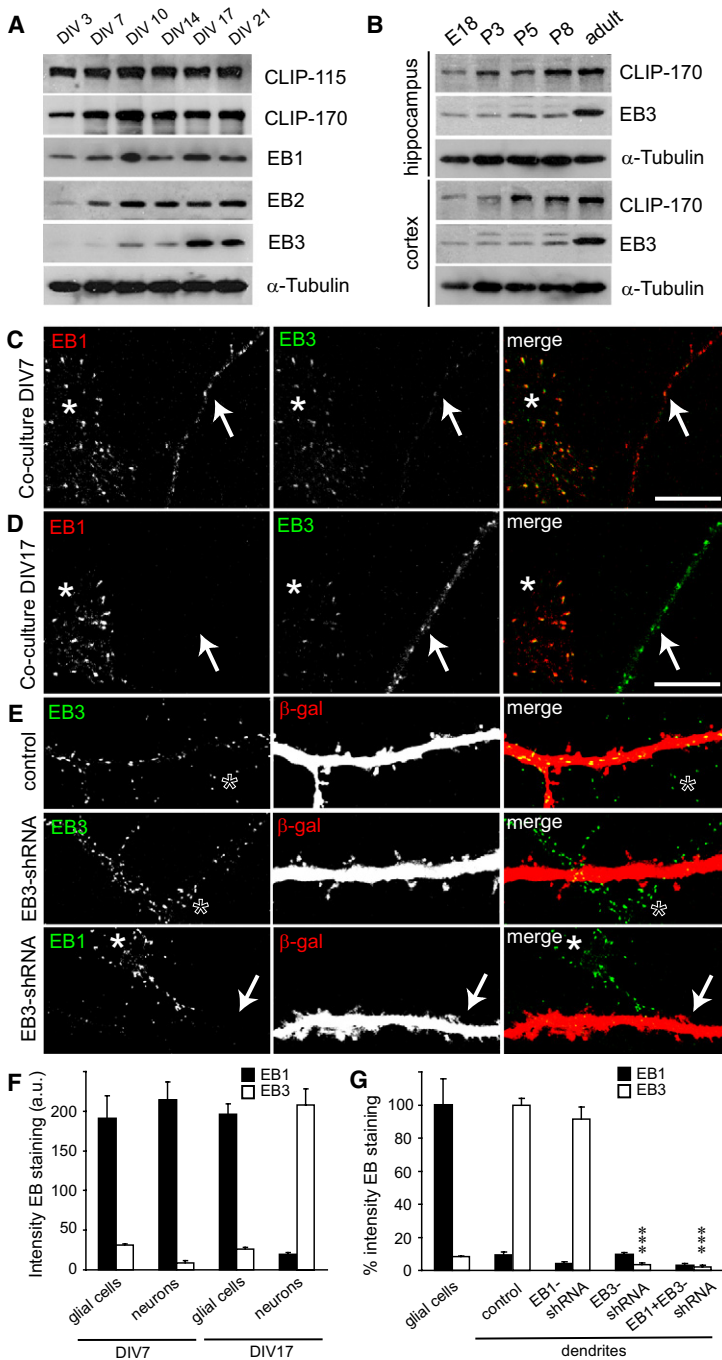 A
DIV 3 DIV 7 DIV 10 DIV14 DIV 17 DIV 21
CLIP-115
CLIP-170
EB1
EB2
EB3
α-Tubulin
B
E18 P3 P5 P8 adult
hippocampus
CLIP-170
EB3
α-Tubulin
cortex
CLIP-170
EB3
α-Tubulin
C
Co-culture DIV7
EB1 EB3 merge
* * *
D
Co-culture DIV17
EB1 EB3 merge
* * *
E
control
EB3 β-gal merge
* *
EB3-shRNA
EB3 β-gal merge
* *
EB3-shRNA
EB1 β-gal merge
* *
F
EB1
EB3
Intensity EB staining (a.u.)
200
150
100
50
0
glial cells neurons glial cells neurons
DIV7 DIV17
G
EB1
EB3
% intensity EB staining
100
80
60
40
20
0
*** ***
glial cells control EB1-shRNA EB3-shRNA EB1+EB3-shRNA
dendrites